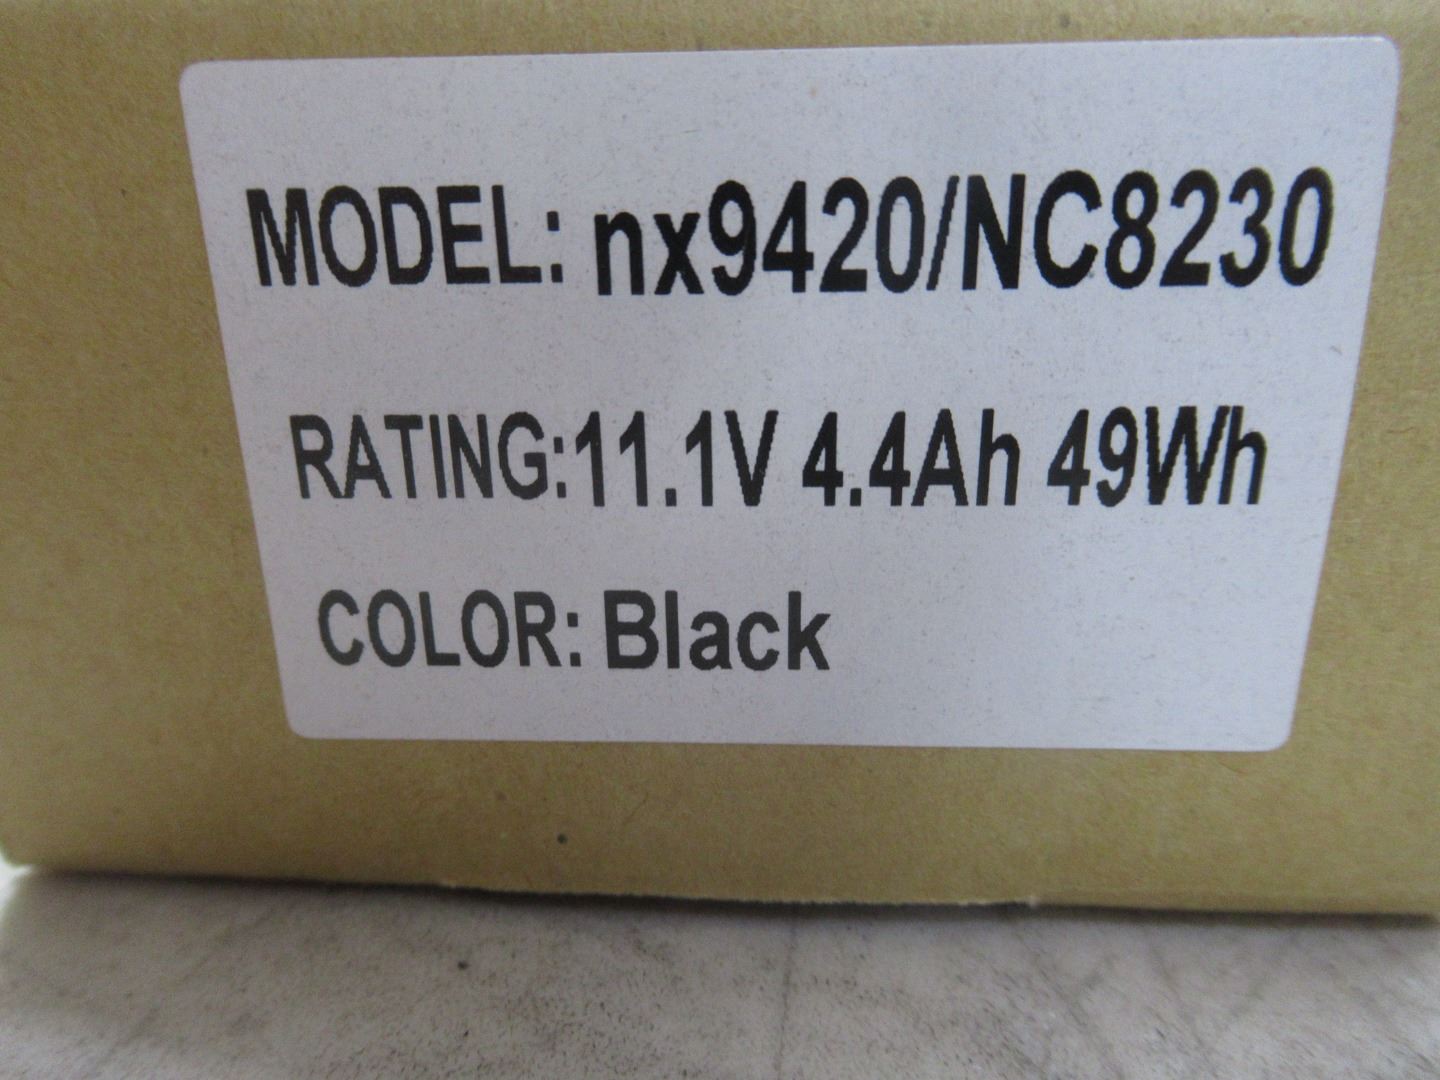 MODEL: nx9420/NC8230
RATING:11.1V 4.4Ah 49Wh
COLOR: Black